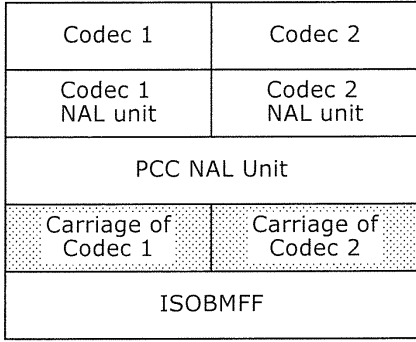 Codec 1
Codec 2
Codec 1
NAL unit
Codec 2
NAL unit
PCC NAL Unit
Carriage of
Codec 1
Carriage of
Codec 2
ISOBMFF